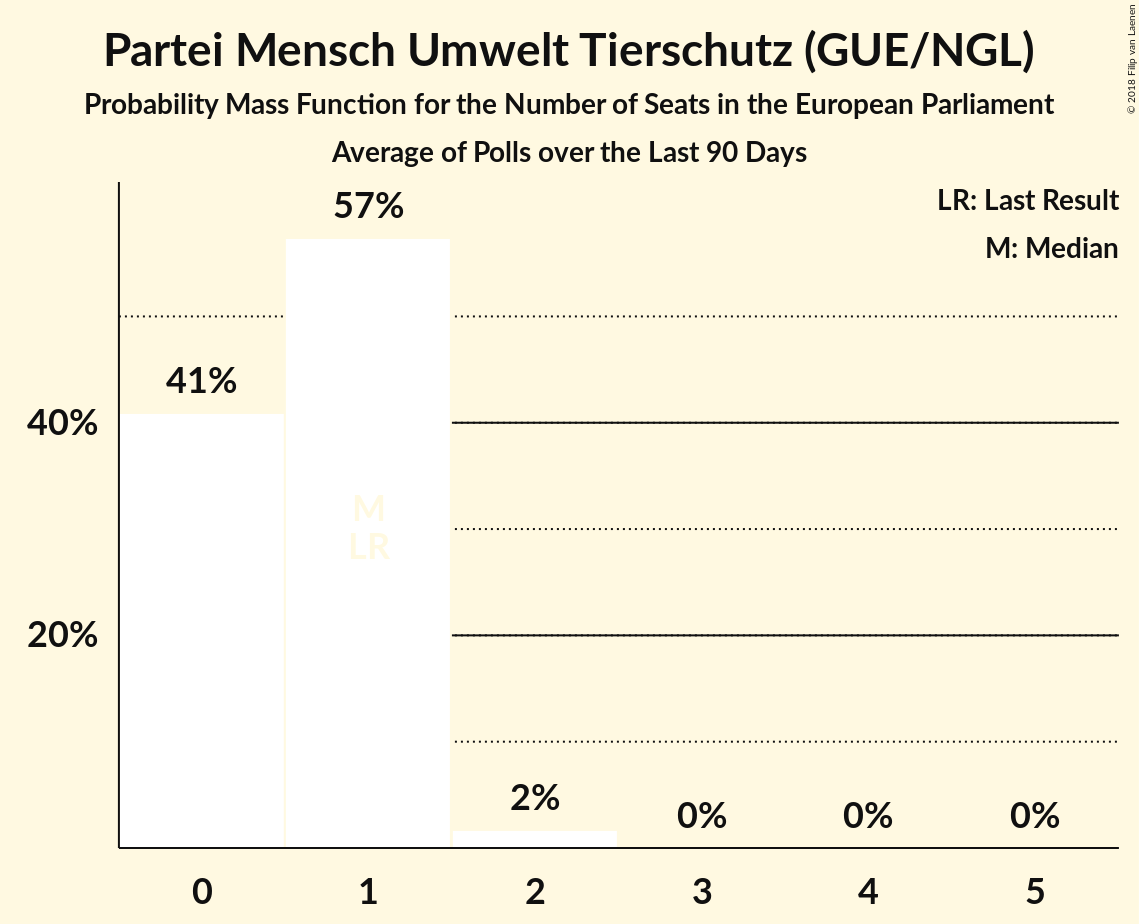 Partei Mensch Umwelt Tierschutz (GUE/NGL)
Probability Mass Function for the Number of Seats in the European Parliament
Average of Polls over the Last 90 Days
© 2018 Filip van Laenen
LR: Last Result
M: Median
57%
41%
40%
M
LR
20%
2%
0%
0%
0%
0
1
2
3
4
5